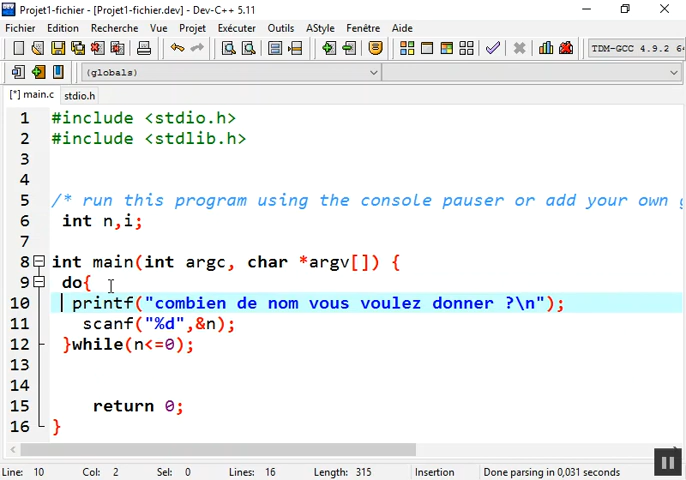 Projet1-fichier - [Projet1-fichier.dev] - Dev-C++ 5.11
Fichier Edition Recherche Vue Projet Exécuter Outils AStyle Fenêtre Aide
TDM-GCC 4.9.2 64
(globals)
[*] main.c stdio.h
1 #include <stdio.h>
2 #include <stdlib.h>
3
4
5 /* run this program using the console pauser or add your own
6 int n,i;
7
8 int main(int argc, char *argv[]) {
9 do{
10 printf("combien de nom vous voulez donner ?\n");
11 scanf("%d",&n);
12 }while(n<=0);
13
14
15 return 0;
16 }
Line: 10 Col: 2 Sel: 0 Lines: 16 Length: 315 Insertion Done parsing in 0,031 seconds